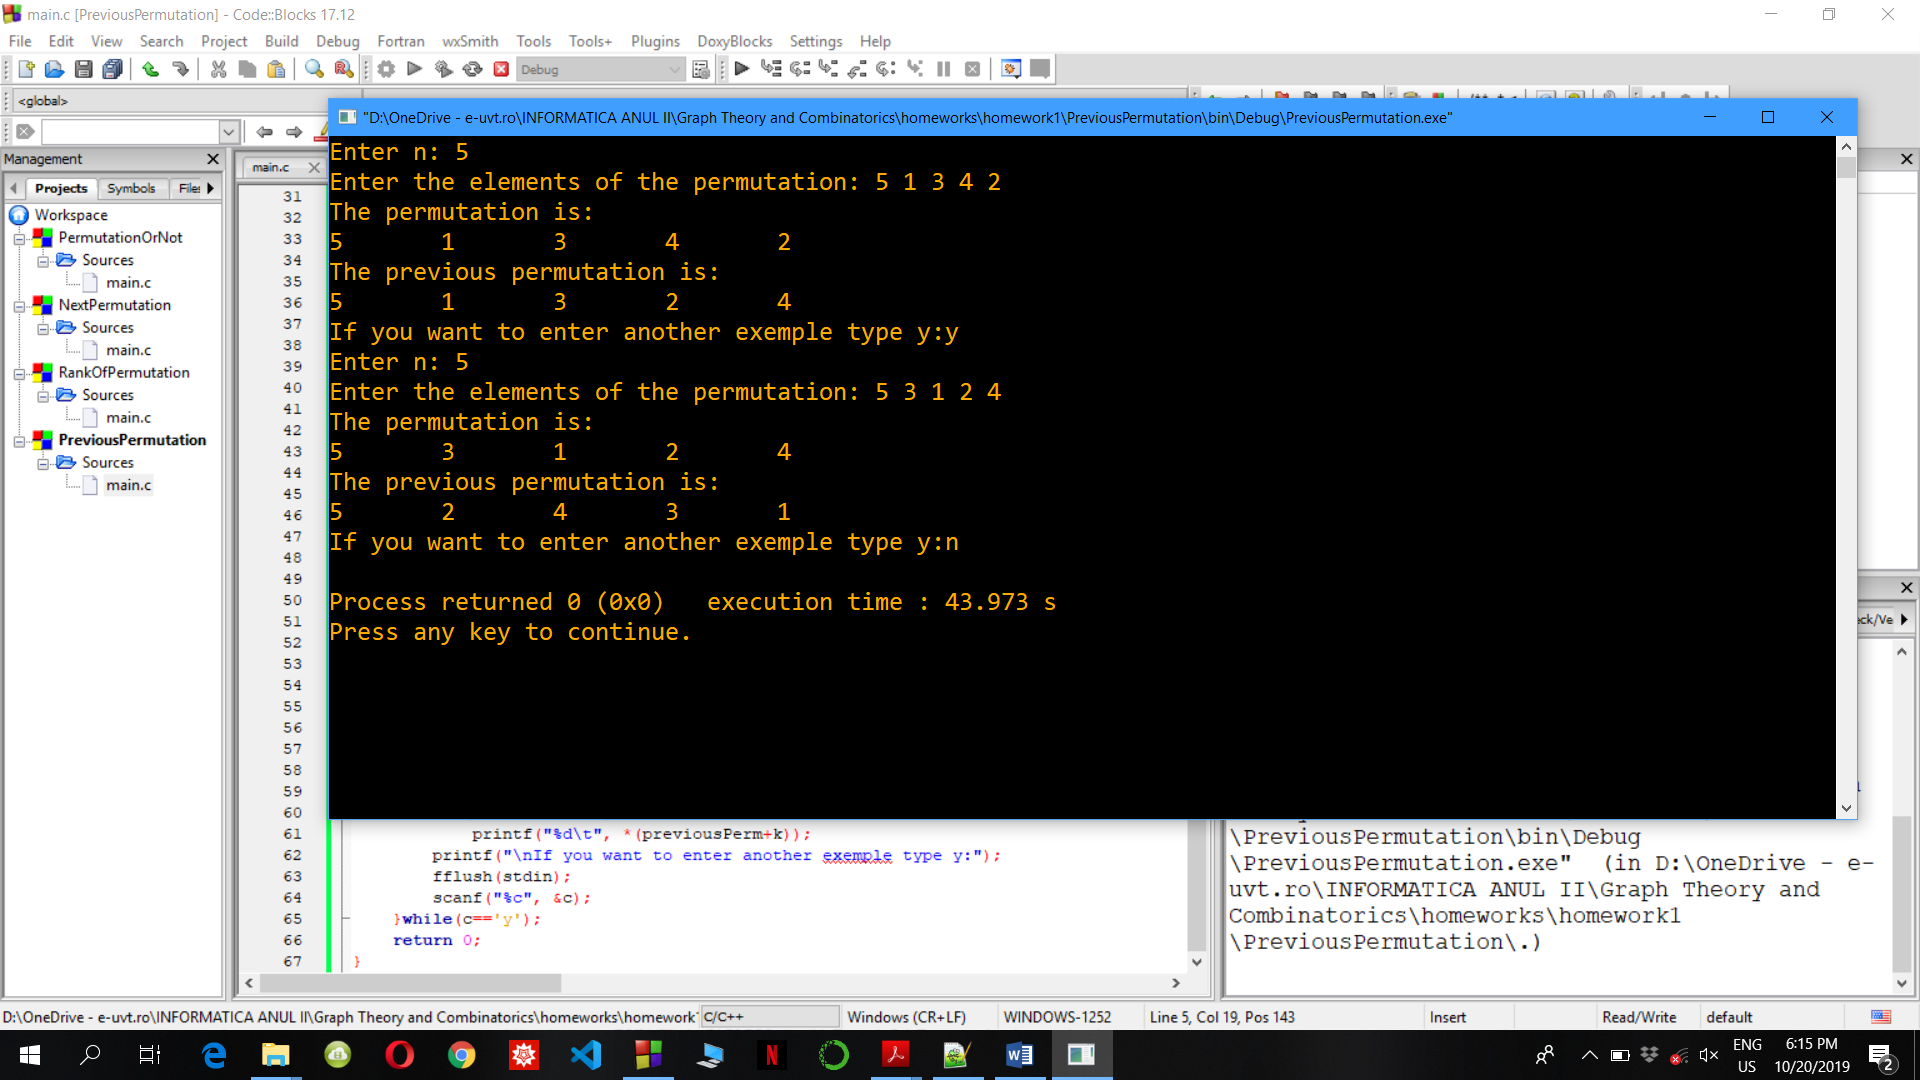 main.c [PreviousPermutation] - Code::Blocks 17.12
File Edit View Search Project Build Debug Fortran wxSmith Tools Tools+ Plugins DoxyBlocks Settings Help
Debug
<global>
"D:\OneDrive - e-uvt.ro\INFORMATICA ANUL II\Graph Theory and Combinatorics\homeworks\homework1\PreviousPermutation\bin\Debug\PreviousPermutation.exe"
Management
Projects Symbols Files
Workspace
PermutationOrNot
Sources
main.c
NextPermutation
Sources
main.c
RankOfPermutation
Sources
main.c
PreviousPermutation
Sources
main.c
main.c
31
32
33
34
35
36
37
38
39
40
41
42
43
44
45
46
47
48
49
50
51
52
53
54
55
56
57
58
59
60
Enter n: 5
Enter the elements of the permutation: 5 1 3 4 2
The permutation is:
5 1 3 4 2
The previous permutation is:
5 1 3 2 4
If you want to enter another exemple type y:y
Enter n: 5
Enter the elements of the permutation: 5 3 1 2 4
The permutation is:
5 3 1 2 4
The previous permutation is:
5 2 4 3 1
If you want to enter another exemple type y:n
Process returned 0 (0x0) execution time : 43.973 s
Press any key to continue.
61 printf("%d\t", *(previousPerm+k));
62 printf("\nIf you want to enter another exemple type y:");
63 fflush(stdin);
64 scanf("%c", &c);
65 }while(c=='y');
66 return 0;
67 }
eck/Ve
\PreviousPermutation\bin\Debug
\PreviousPermutation.exe" (in D:\OneDrive - e-
uvt.ro\INFORMATICA ANUL II\Graph Theory and
Combinatorics\homeworks\homework1
\PreviousPermutation\.)
D:\OneDrive - e-uvt.ro\INFORMATICA ANUL II\Graph Theory and Combinatorics\homeworks\homework C/C++ Windows (CR+LF) WINDOWS-1252 Line 5, Col 19, Pos 143 Insert Read/Write default
ENG
US
6:15 PM
10/20/2019
2